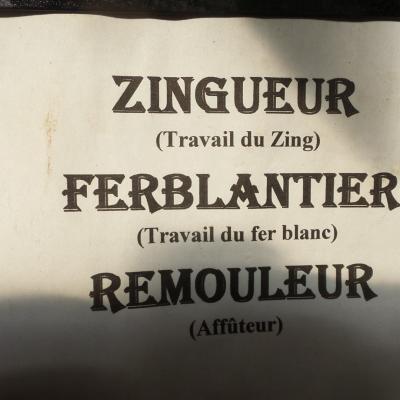 ZINGUEUR
(Travail du Zing)
FERBLANTIER
(Travail du fer blanc)
REMOULEUR
(Affûteur)